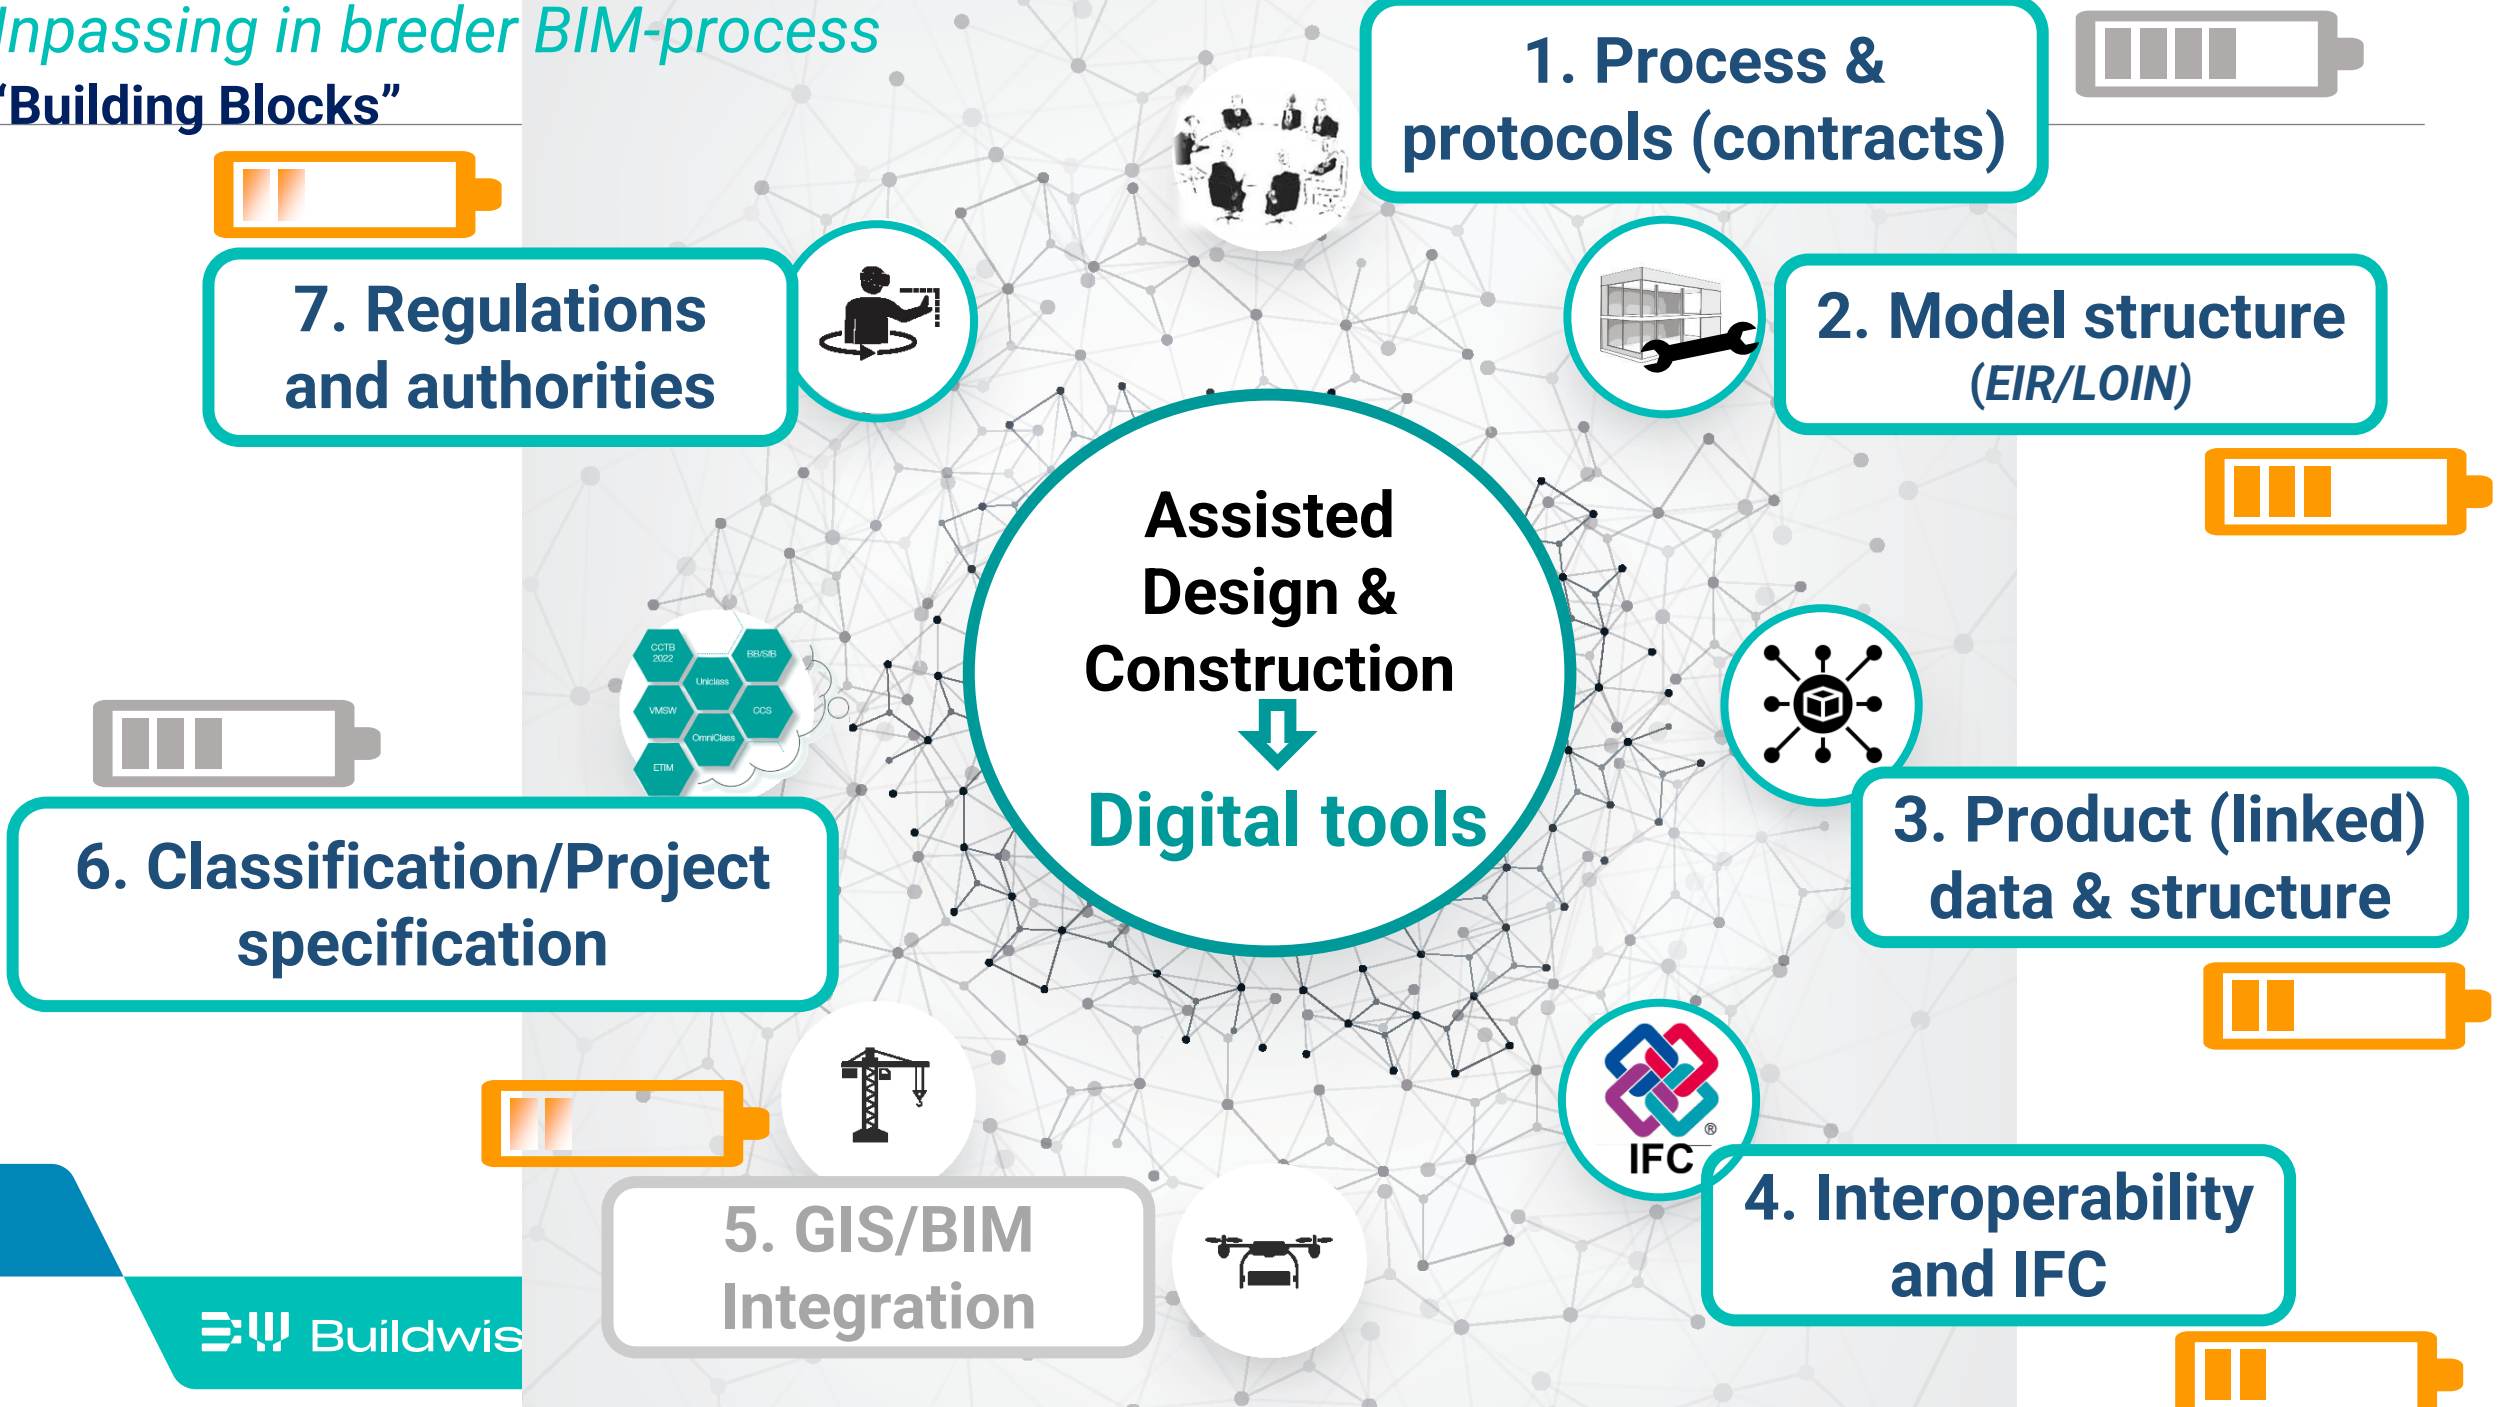 Inpassing in breder BIM-process
“Building Blocks”
1. Process &
protocols (contracts)
2. Model structure
(EIR/LOIN)
3. Product (linked)
data & structure
IFC
®
4. Interoperability
and IFC
5. GIS/BIM
Integration
6. Classification/Project
specification
CCTB
2022
BB/SfB
Uniclass
VMSW
CCS
OmniClass
ETIM
7. Regulations
and authorities
Assisted
Design &
Construction
Digital tools
Buildwis